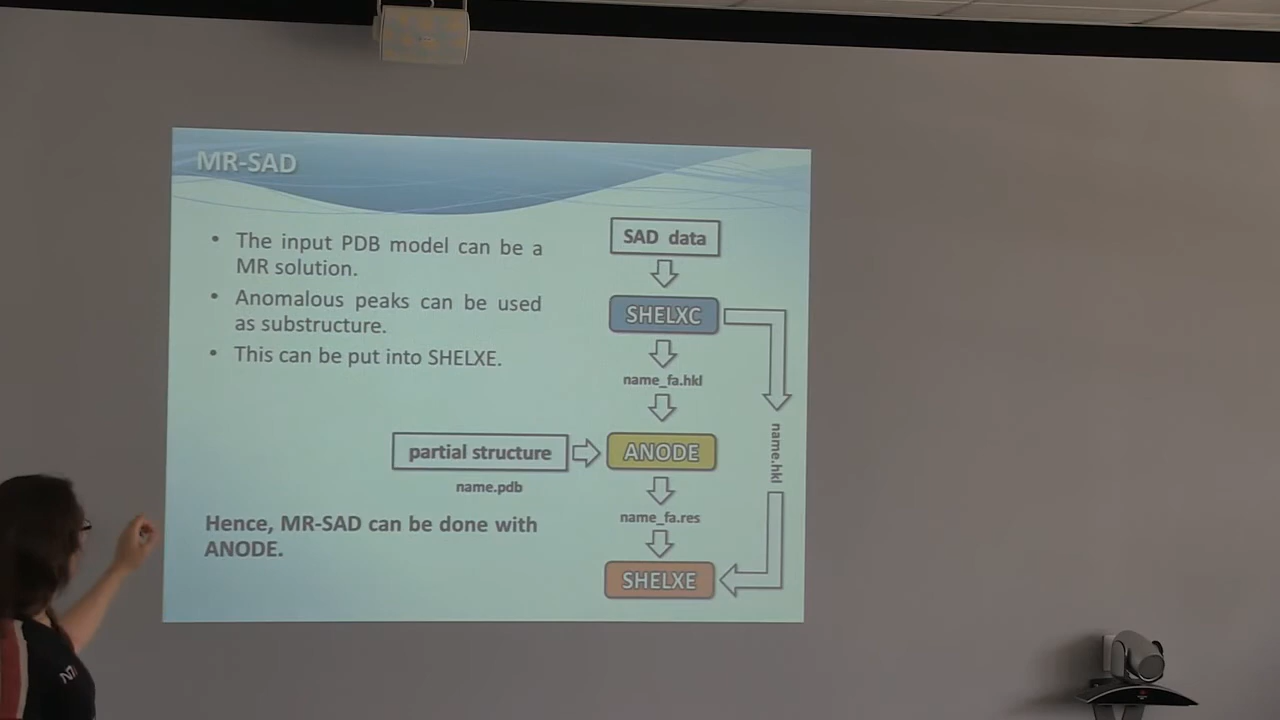 MR-SAD
• The input PDB model can be a
MR solution.
• Anomalous peaks can be used
as substructure.
• This can be put into SHELXE.
Hence, MR-SAD can be done with
ANODE.
SAD data
SHELXC
name_fa.hkl
partial structure
name.pdb
ANODE
name.hkl
name_fa.res
SHELXE
N7